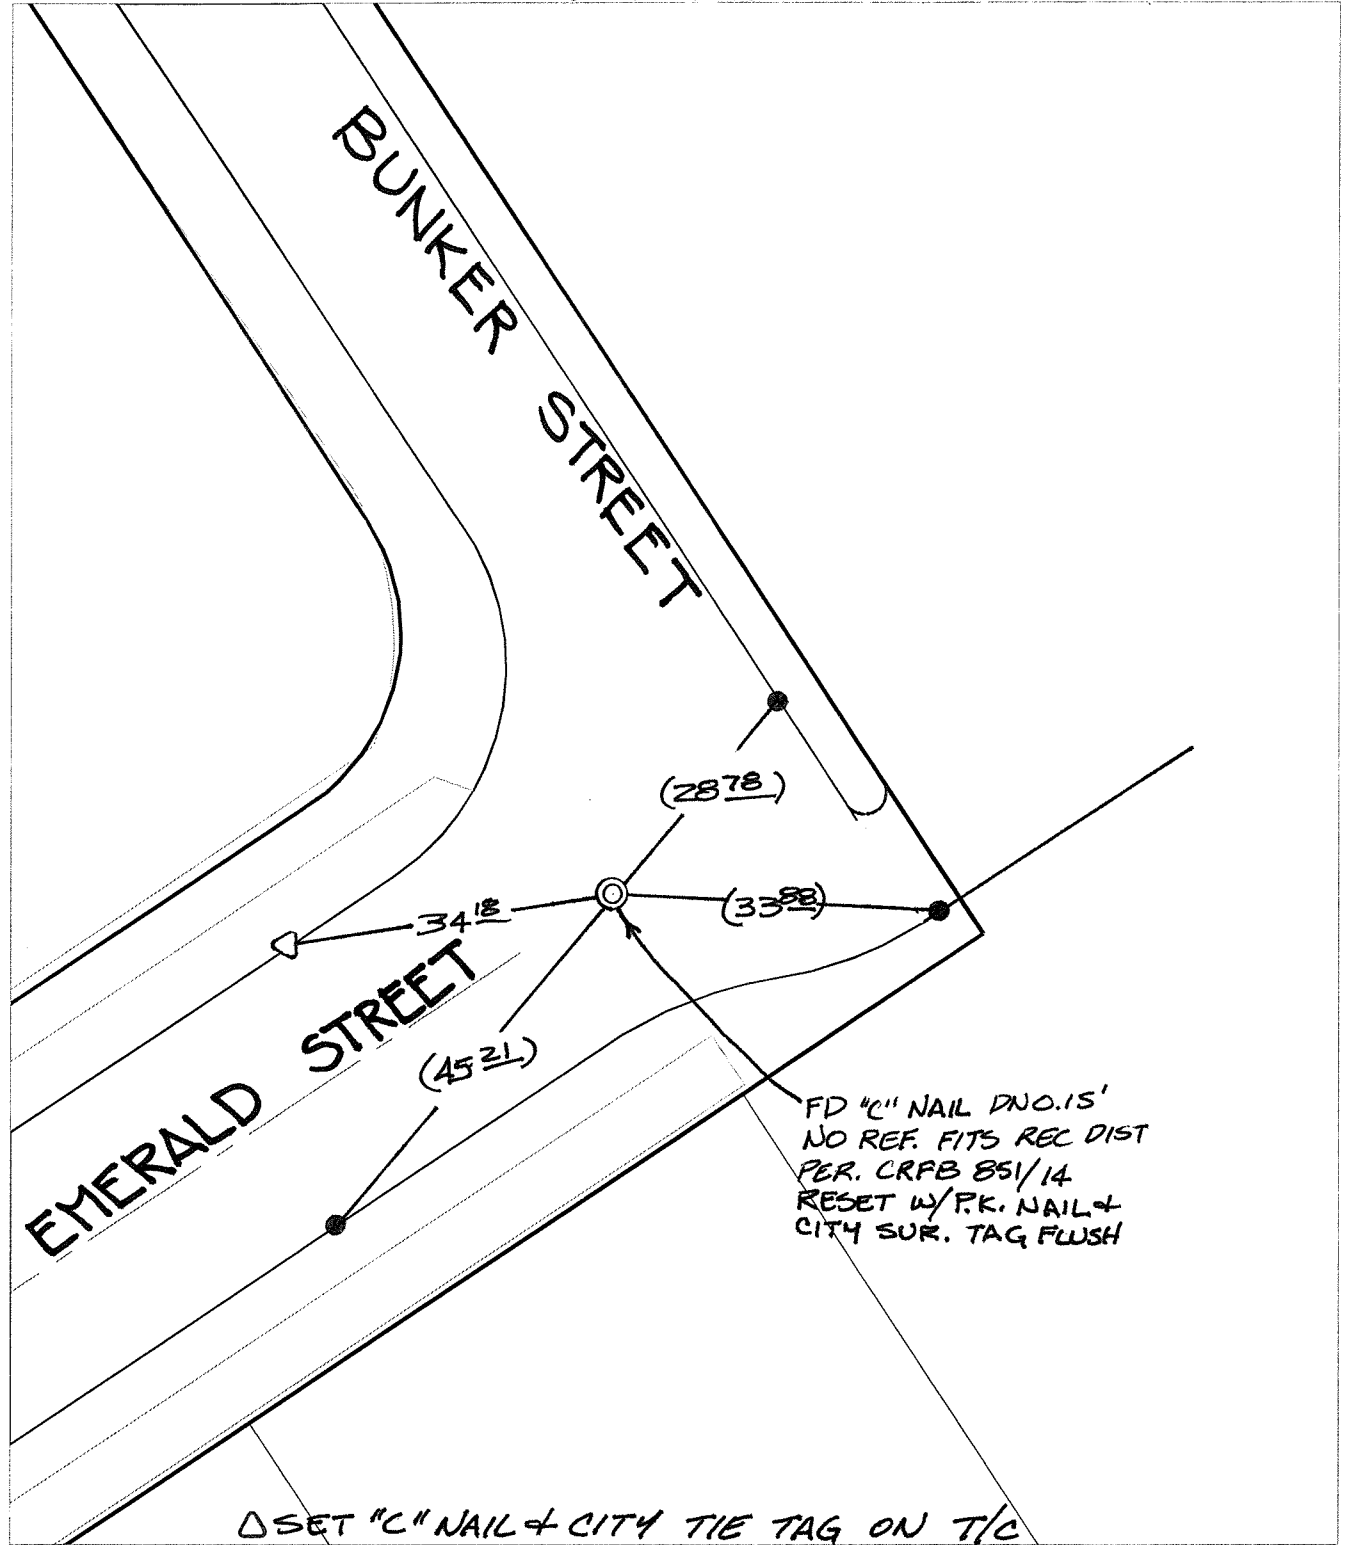 BUNKER STREET
(28 78)
34 18
(33 88)
EMERALD STREET
(45 21)
FD "C" NAIL DNO.15'
NO REF. FITS REC DIST
PER. CRFB 851/14
RESET W/P.K. NAIL &
CITY SUR. TAG FLUSH
△ SET "C" NAIL & CITY TIE TAG ON T/C